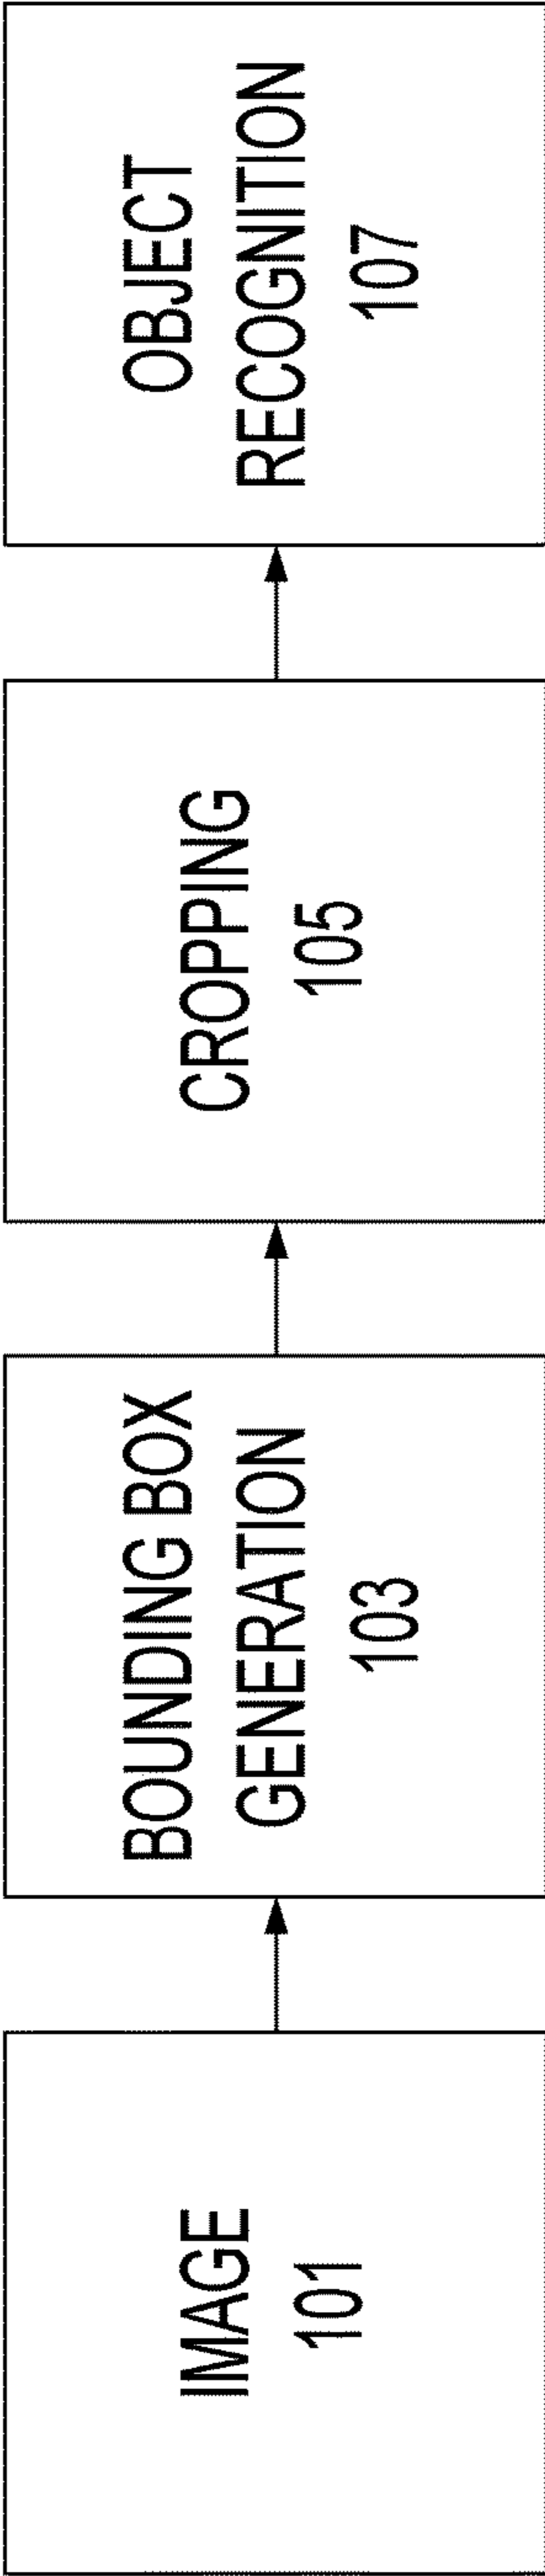 IMAGE
101
BOUNDING BOX
GENERATION
103
CROPPING
105
OBJECT
RECOGNITION
107